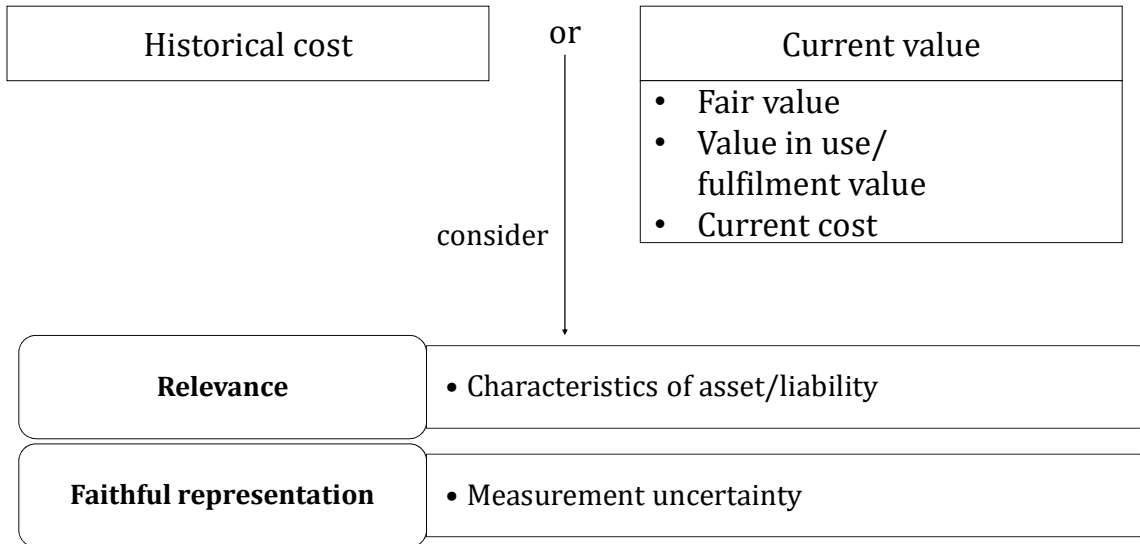 Historical cost
or
Current value
• Fair value
• Value in use/
fulfilment value
• Current cost
consider
Relevance
• Characteristics of asset/liability
Faithful representation
• Measurement uncertainty